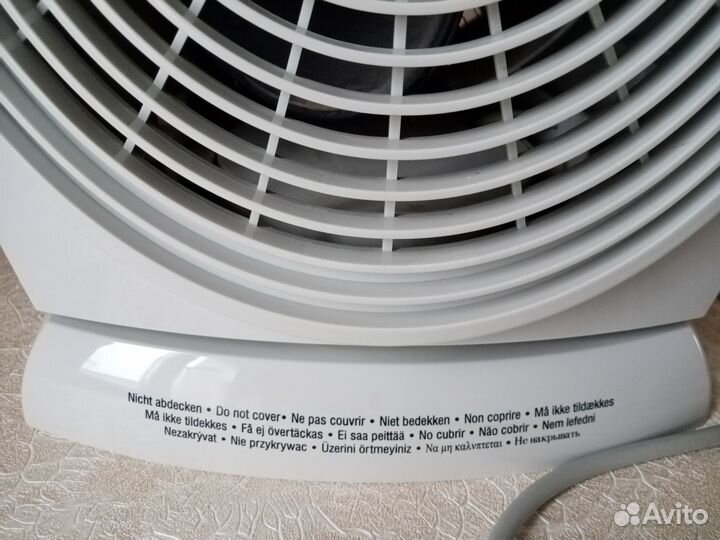 Nicht abdecken • Do not cover • Ne pas couvrir • Niet bedekken • Non coprire • Må ikke tildækkes
Må ikke tildekkes • Få ej övertäckas • Ei saa peittää • No cubrir • Não cobrir • Nem lefedni
Nezakrývat • Nie przykrywac • Üzerini örtmeyiniz • Να μη καλνπτεται • Не накрывать
Avito